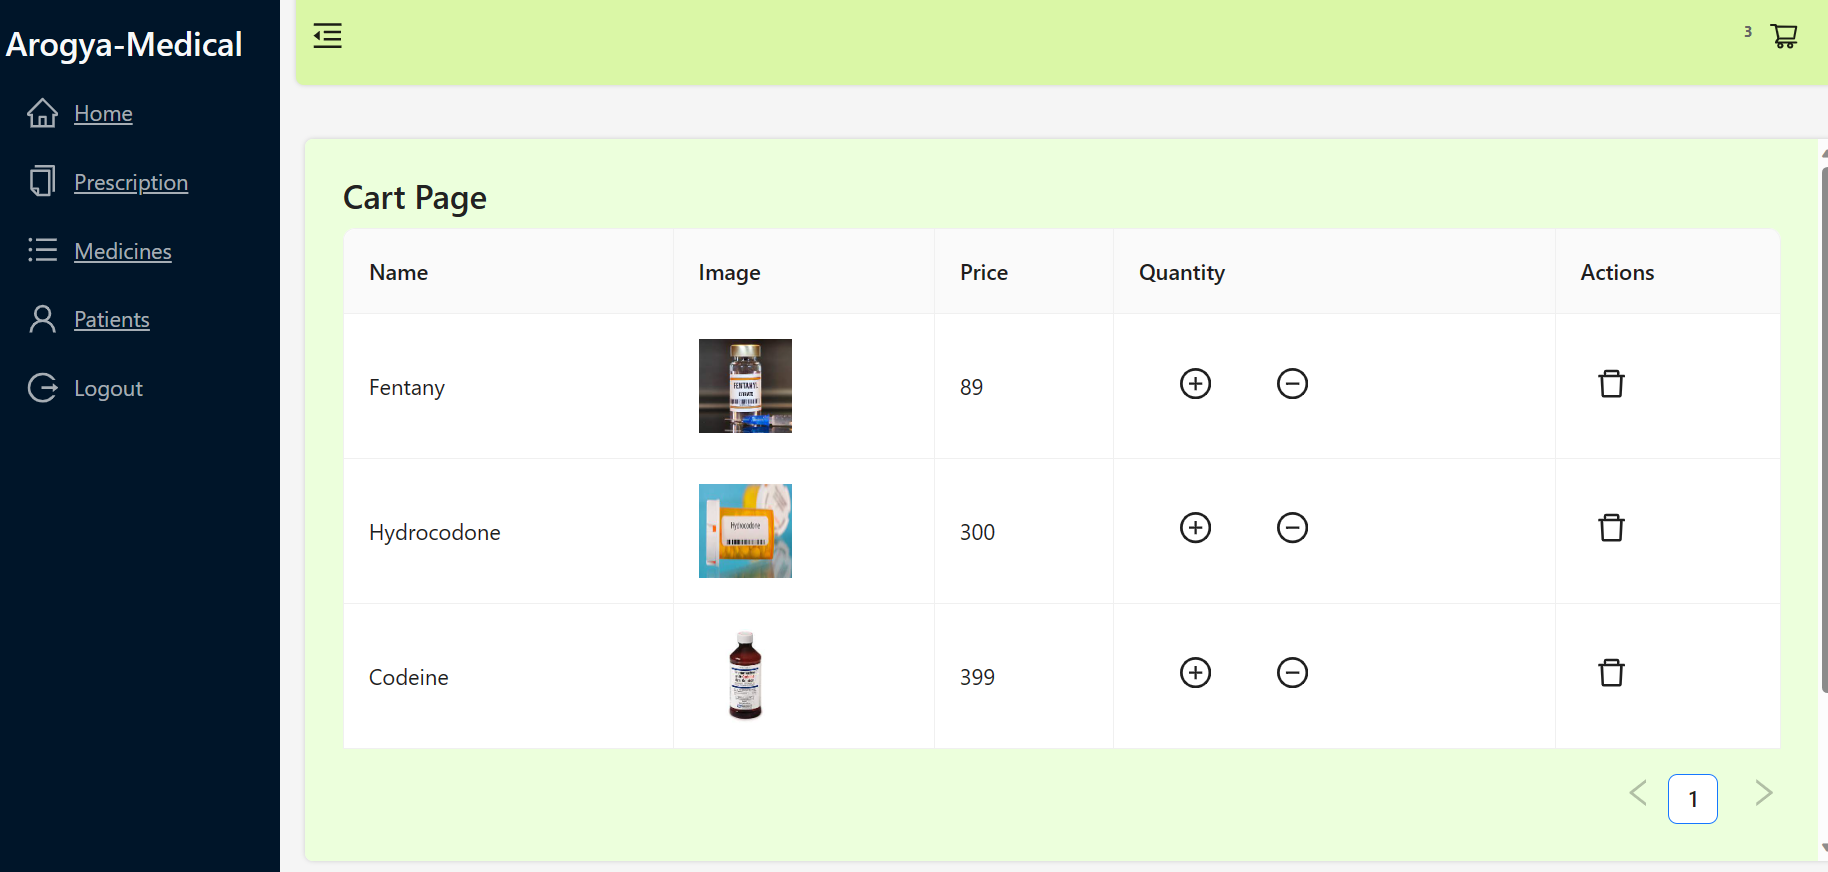 Arogya-Medical
Home
Prescription
Medicines
Patients
Logout
3
Cart Page
Name Image Price Quantity Actions
FENTANYL
Fentany 89
Hydrocodone
Hydrocodone 300
Codeine 399
1